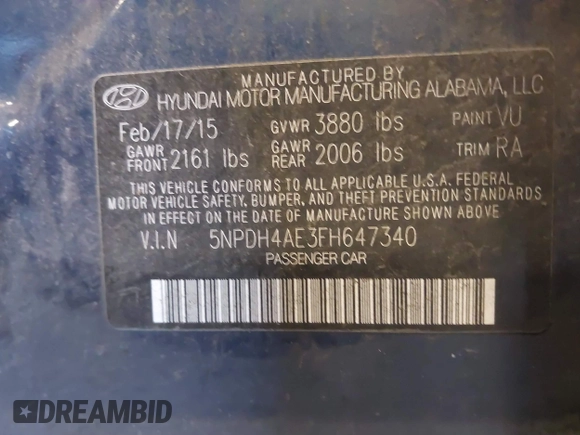 MANUFACTURED BY
HYUNDAI MOTOR MANUFACTURING ALABAMA, LLC
Feb/17/15 GVWR 3880 lbs PAINT VU
GAWR FRONT 2161 lbs GAWR REAR 2006 lbs TRIM RA
THIS VEHICLE CONFORMS TO ALL APPLICABLE U.S.A. FEDERAL
MOTOR VEHICLE SAFETY, BUMPER, AND THEFT PREVENTION STANDARDS
IN EFFECT ON THE DATE OF MANUFACTURE SHOWN ABOVE
V.I.N 5NPDH4AE3FH647340
PASSENGER CAR
DREAMBID